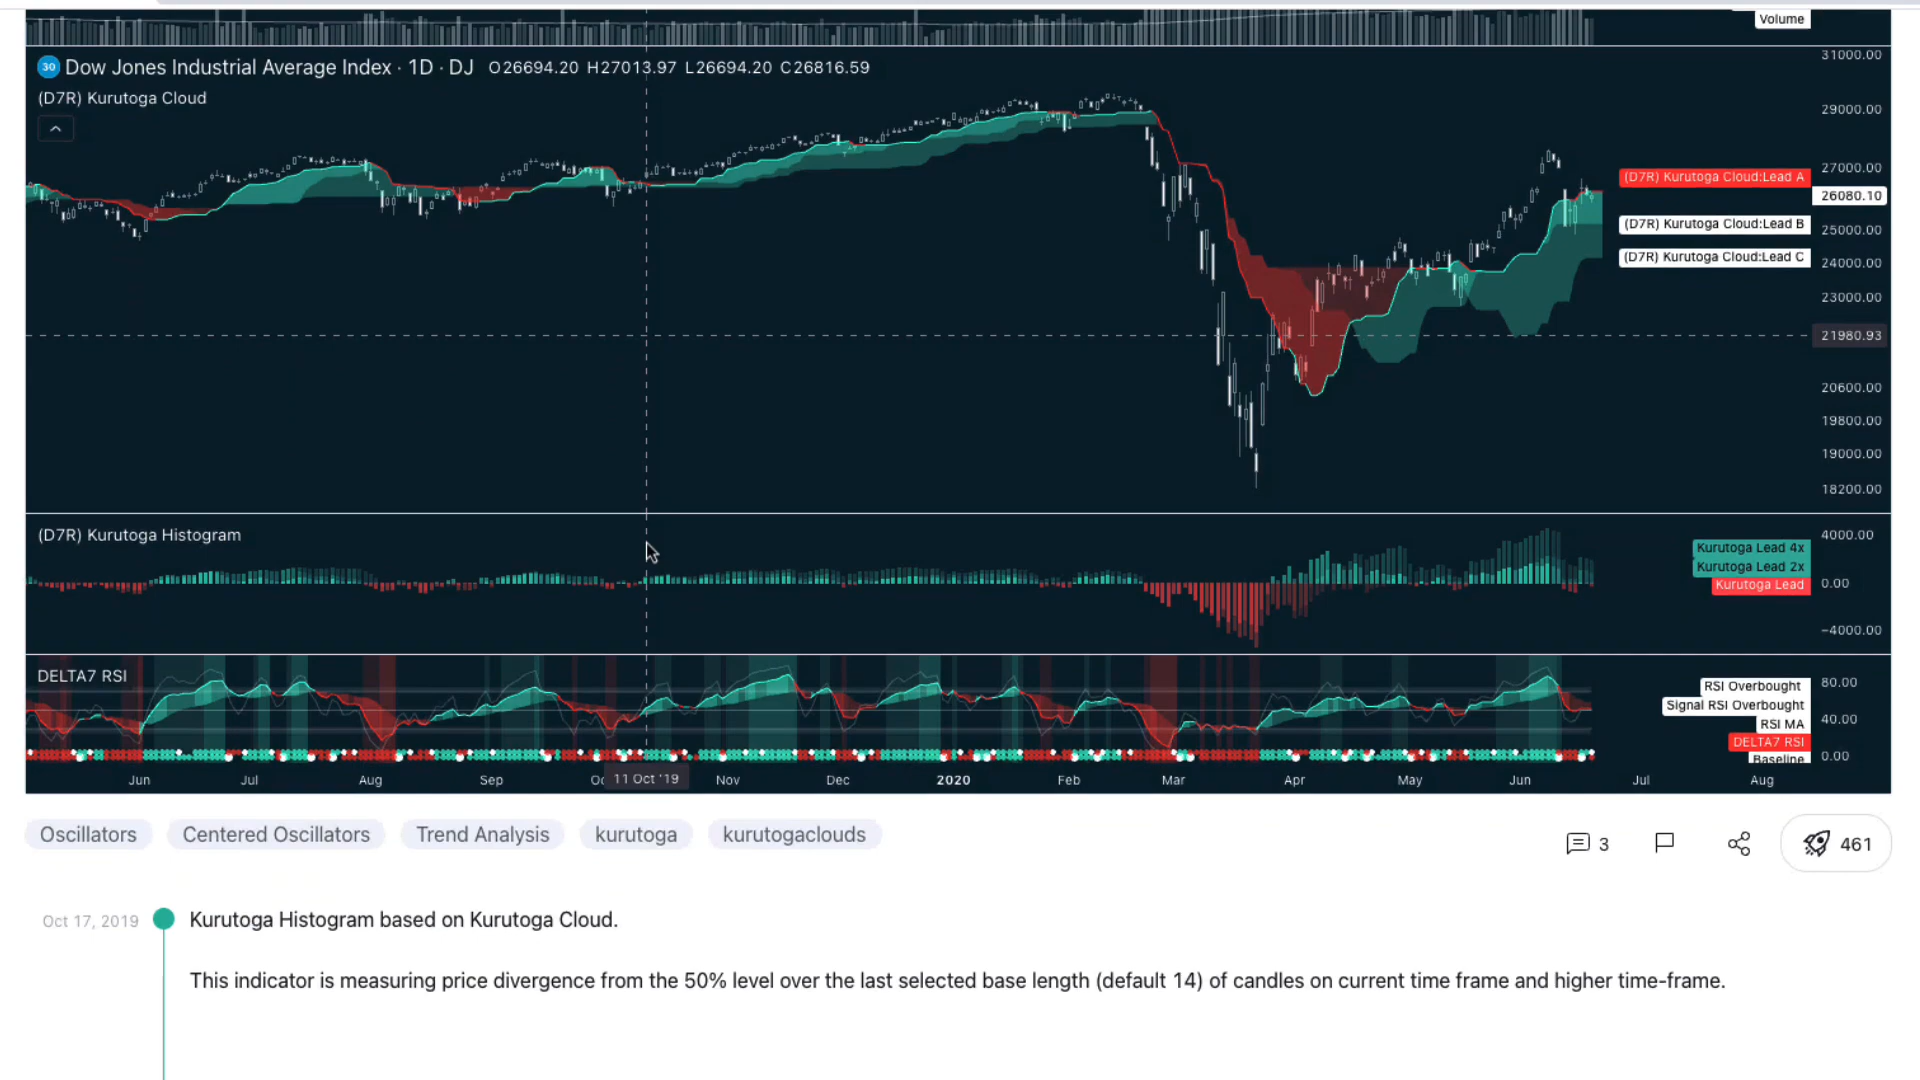 Volume
31000.00
30 Dow Jones Industrial Average Index · 1D · DJ O26694.20 H27013.97 L26694.20 C26816.59
(D7R) Kurutoga Cloud
29000.00
27000.00
(D7R) Kurutoga Cloud:Lead A
26080.10
(D7R) Kurutoga Cloud:Lead B
25000.00
(D7R) Kurutoga Cloud:Lead C
24000.00
23000.00
21980.93
20600.00
19800.00
19000.00
18200.00
(D7R) Kurutoga Histogram
4000.00
Kurutoga Lead 4x
Kurutoga Lead 2x
Kurutoga Lead
0.00
−4000.00
DELTA7 RSI
80.00
RSI Overbought
Signal RSI Overbought
40.00
RSI MA
DELTA7 RSI
0.00
Baseline
Jun Jul Aug Sep Oc 11 Oct '19 Nov Dec 2020 Feb Mar Apr May Jun Jul Aug
Oscillators Centered Oscillators Trend Analysis kurutoga kurutogaclouds
3 461
Oct 17, 2019 Kurutoga Histogram based on Kurutoga Cloud.
This indicator is measuring price divergence from the 50% level over the last selected base length (default 14) of candles on current time frame and higher time-frame.